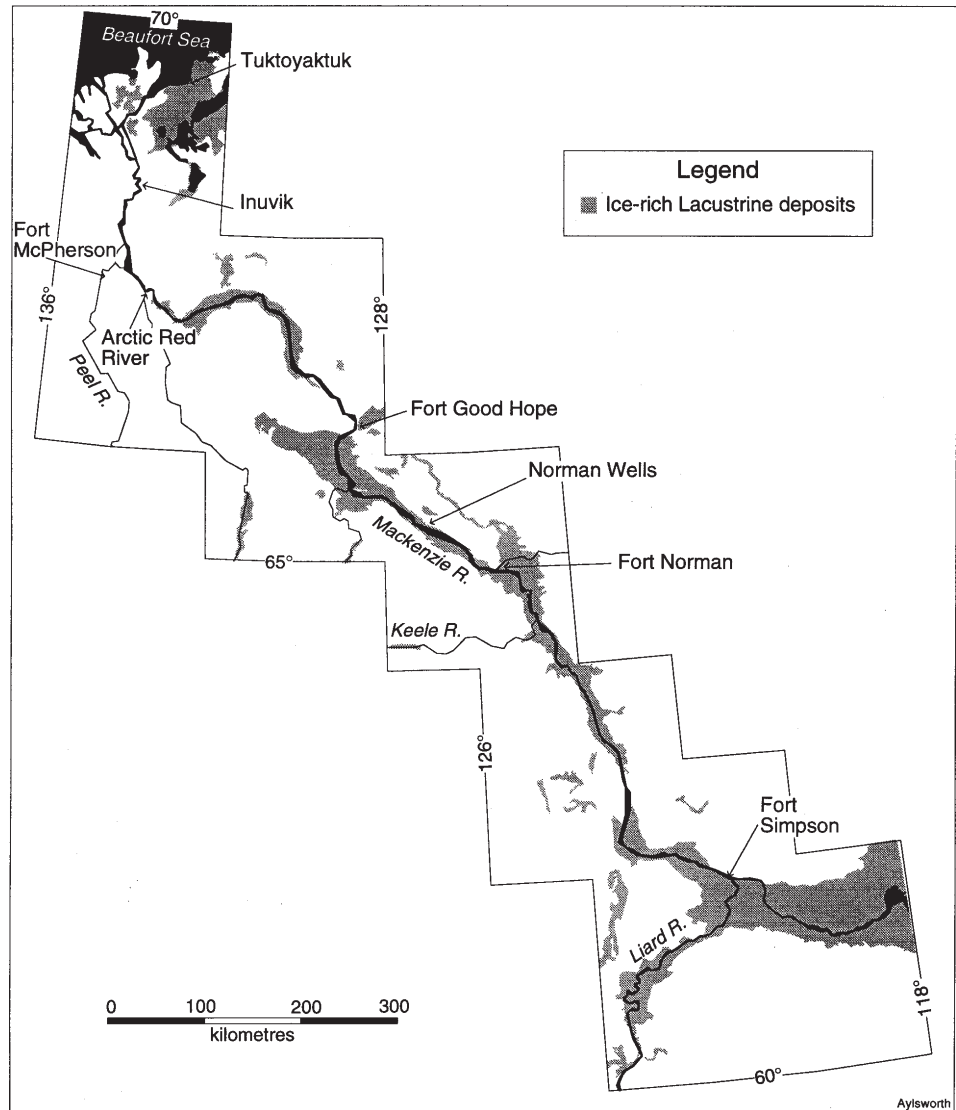 70°
Beaufort Sea
Tuktoyaktuk
Legend
Ice-rich Lacustrine deposits
Inuvik
Fort
McPherson
136°
128°
Arctic Red
River
Peel R.
Fort Good Hope
Norman Wells
Mackenzie R.
65°
Fort Norman
Keele R.
126°
Fort
Simpson
Liard R.
118°
0 100 200 300
kilometres
60°
Aylsworth